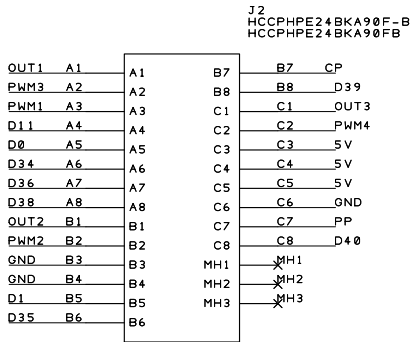 J2
HCCPHPE24BKA90F-B
HCCPHPE24BKA90FB
OUT1 A1 A1 B7 B7 CP
PWM3 A2 A2 B8 B8 D39
PWM1 A3 A3 C1 C1 OUT3
D11 A4 A4 C2 C2 PWM4
D0 A5 A5 C3 C3 5V
D34 A6 A6 C4 C4 5V
D36 A7 A7 C5 C5 5V
D38 A8 A8 C6 C6 GND
OUT2 B1 B1 C7 C7 PP
PWM2 B2 B2 C8 C8 D40
GND B3 B3 MH1 MH1
GND B4 B4 MH2 MH2
D1 B5 B5 MH3 MH3
D35 B6 B6